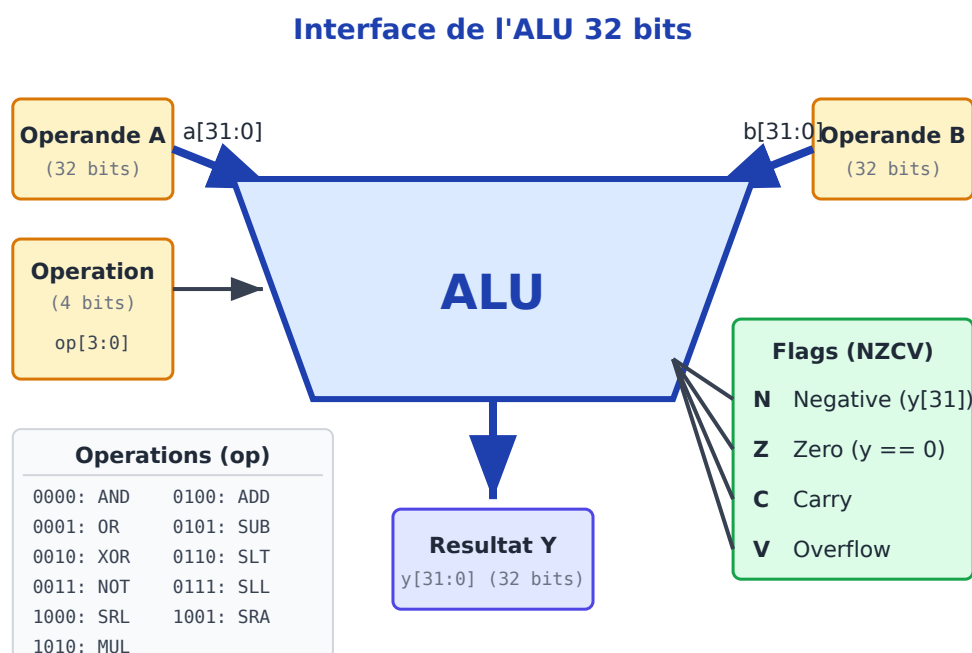 Interface de l'ALU 32 bits
Operande A
(32 bits)
a[31:0]
b[31:0]
Operande B
(32 bits)
Operation
(4 bits)
op[3:0]
ALU
Flags (NZCV)
N Negative (y[31])
Z Zero (y == 0)
C Carry
V Overflow
Operations (op)
0000: AND 0100: ADD
0001: OR 0101: SUB
0010: XOR 0110: SLT
0011: NOT 0111: SLL
1000: SRL 1001: SRA
1010: MUL
Resultat Y
y[31:0] (32 bits)